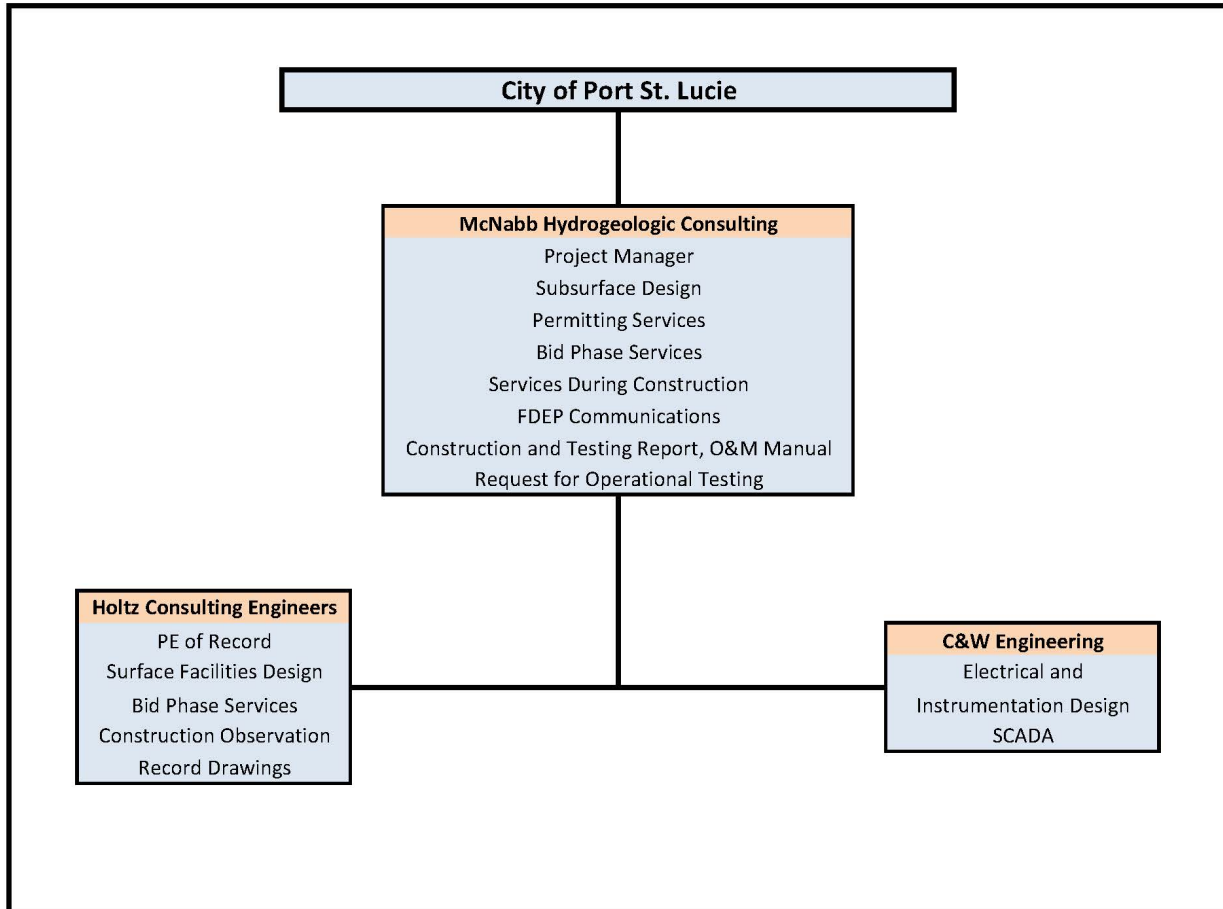 City of Port St. Lucie
McNabb Hydrogeologic Consulting
Project Manager
Subsurface Design
Permitting Services
Bid Phase Services
Services During Construction
FDEP Communications
Construction and Testing Report, O&M Manual
Request for Operational Testing
Holtz Consulting Engineers
PE of Record
Surface Facilities Design
Bid Phase Services
Construction Observation
Record Drawings
C&W Engineering
Electrical and
Instrumentation Design
SCADA